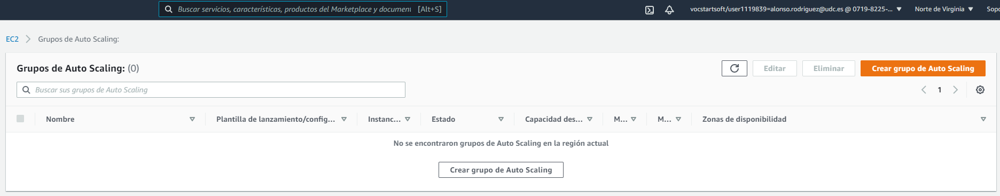 Buscar servicios, características, productos del Marketplace y document [Alt+S]
vocstartsoft/user1119839=alonso.rodriguez@udc.es @ 0719-8225-... Norte de Virginia Sopo
EC2 > Grupos de Auto Scaling:
Grupos de Auto Scaling: (0)
Editar Eliminar Crear grupo de Auto Scaling
Buscar sus grupos de Auto Scaling
1
Nombre Plantilla de lanzamiento/config... Instanc... Estado Capacidad des... M... M... Zonas de disponibilidad
No se encontraron grupos de Auto Scaling en la región actual
Crear grupo de Auto Scaling